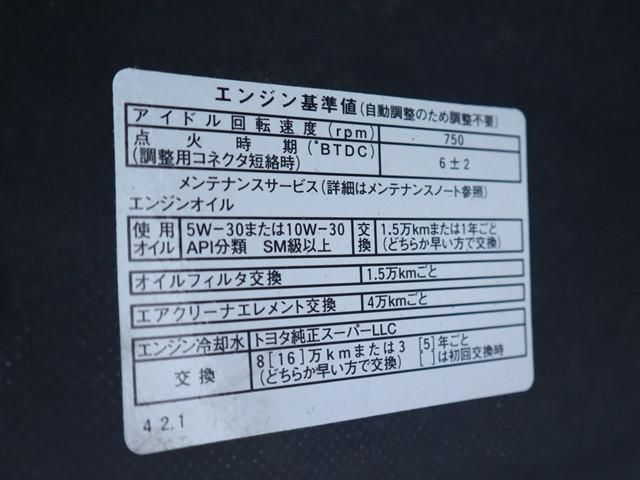 エンジン基準値(自動調整のため調整不要)
アイドル回転速度(rpm) 750
点火時期(°BTDC) 6±2
(調整用コネクタ短絡時)
メンテナンスサービス(詳細はメンテナンスノート参照)
エンジンオイル
使用 5W-30または10W-30 交 1.5万kmまたは1年ごと
オイル API分類 SM級以上 換 (どちらか早い方で交換)
オイルフィルタ交換 1.5万kmごと
エアクリーナエレメント交換 4万kmごと
エンジン冷却水 トヨタ純正スーパーLLC
交換 8[16]万kmまたは3[5]年ごと
(どちらか早い方で交換) [ ]は初回交換時
42.1